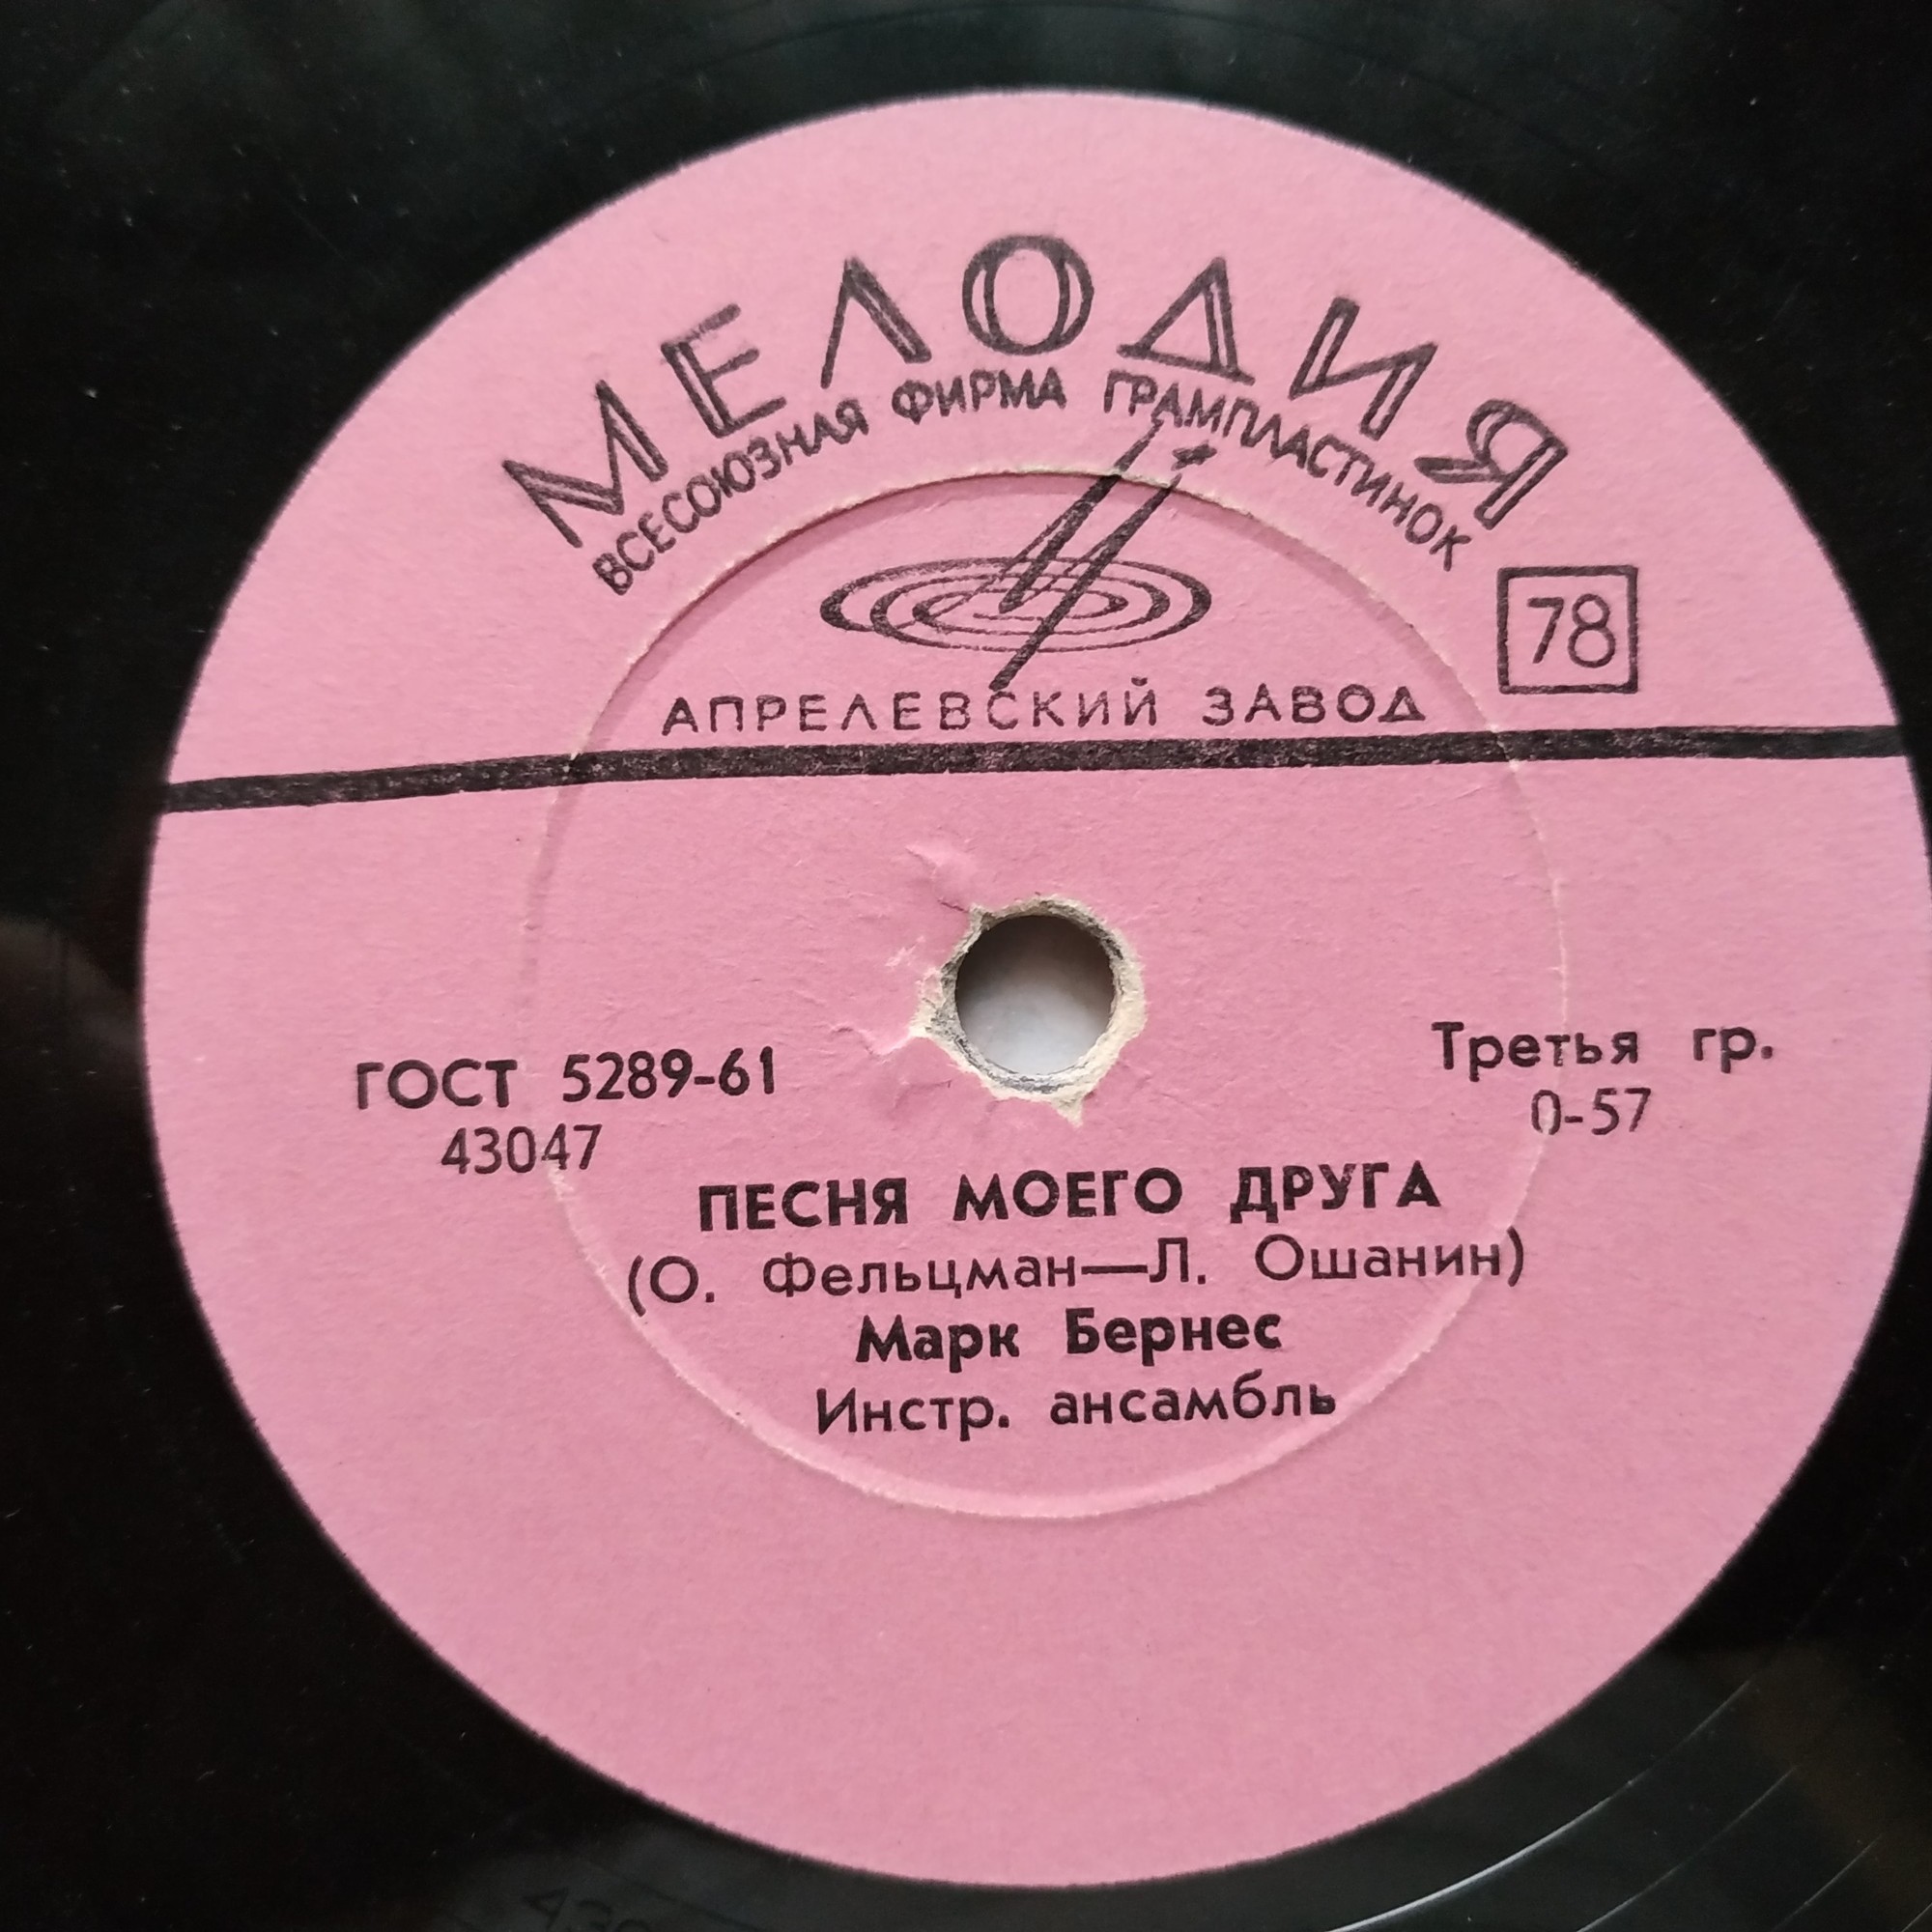 МЕЛОДИЯ
ВСЕСОЮЗНАЯ ФИРМА ГРАМПЛАСТИНОК
78
АПРЕЛЕВСКИЙ ЗАВОД
ГОСТ 5289-61
43047
Третья гр.
0-57
ПЕСНЯ МОЕГО ДРУГА
(О. Фельцман—Л. Ошанин)
Марк Бернес
Инстр. ансамбль